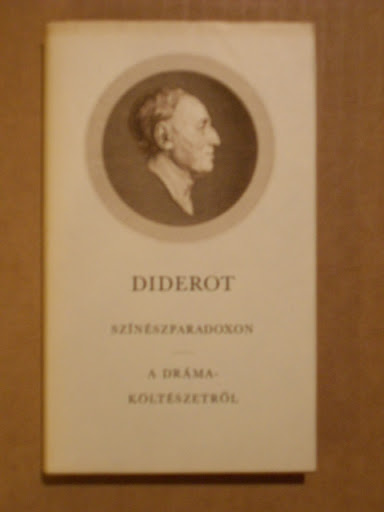 DIDEROT
SZÍNÉSZPARADOXON
A DRÁMA-
KÖLTÉSZETRŐL